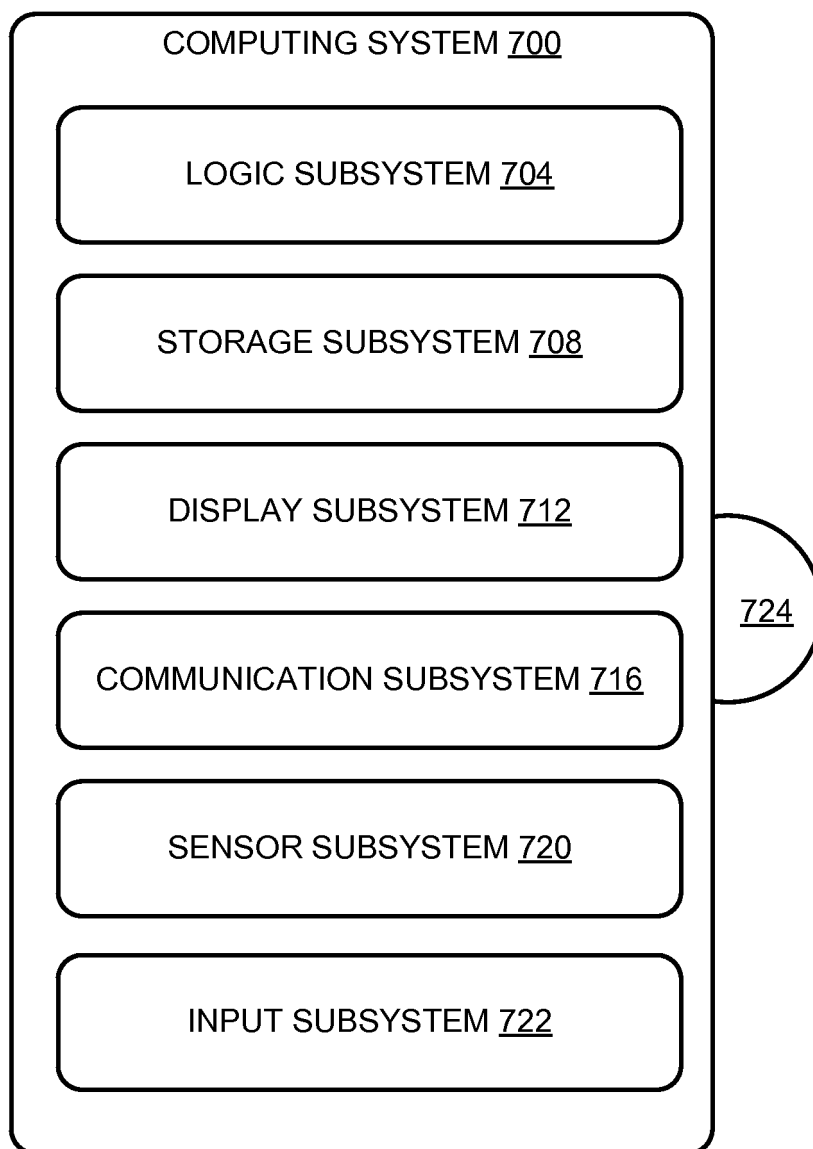 COMPUTING SYSTEM 700
LOGIC SUBSYSTEM 704
STORAGE SUBSYSTEM 708
DISPLAY SUBSYSTEM 712
724
COMMUNICATION SUBSYSTEM 716
SENSOR SUBSYSTEM 720
INPUT SUBSYSTEM 722